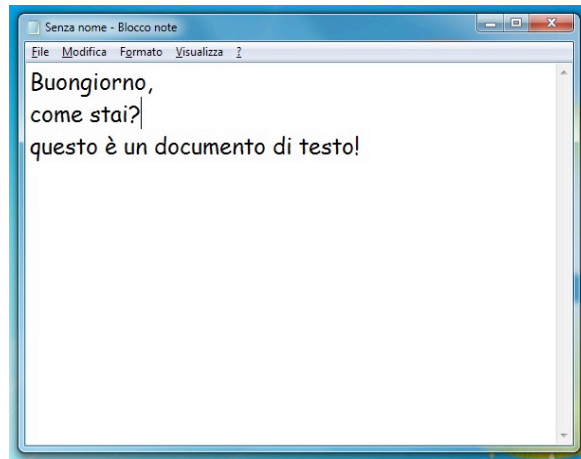 Senza nome - Blocco note
File Modifica Formato Visualizza ?
Buongiorno,
come stai?
questo è un documento di testo!